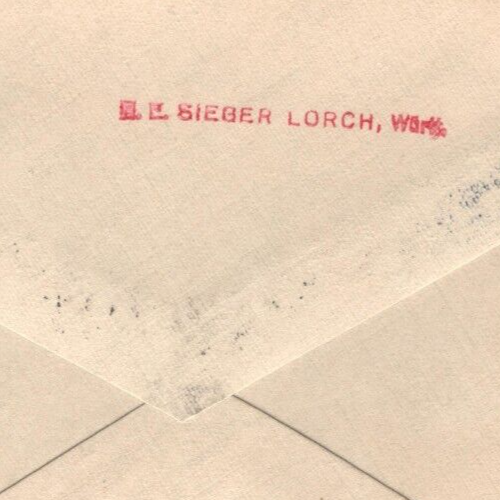 H. E. SIEGER LORCH, Württ.